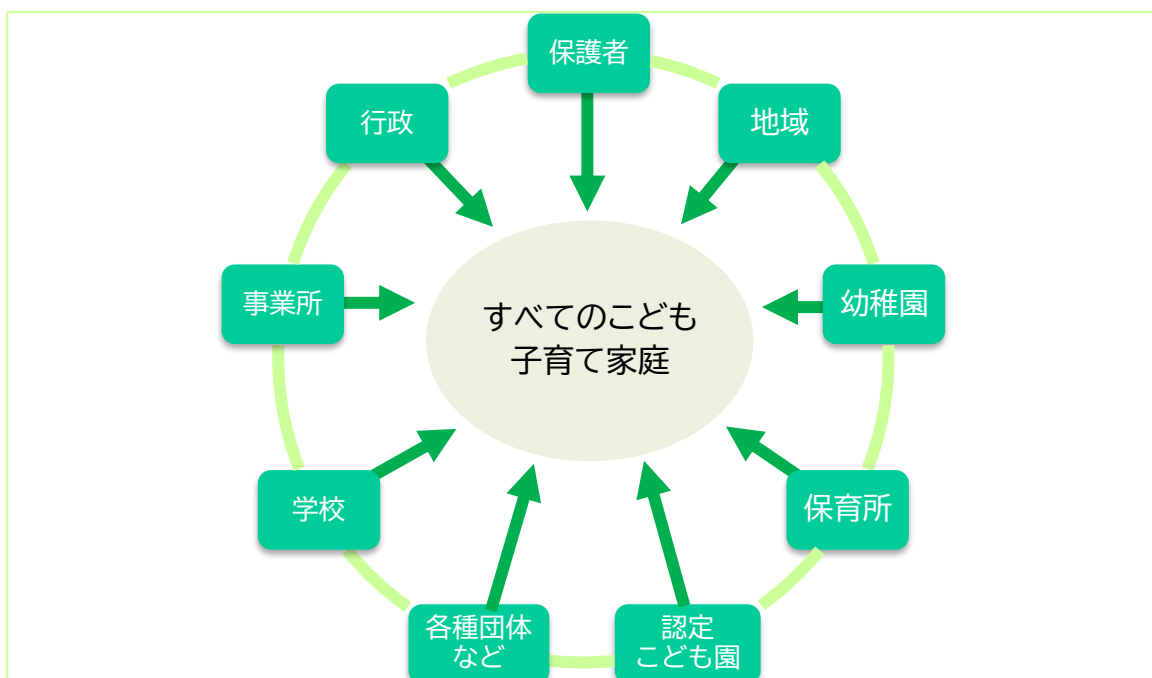 保護者
行政
地域
事業所
すべてのこども
子育て家庭
幼稚園
学校
保育所
各種団体
など
認定
こども園